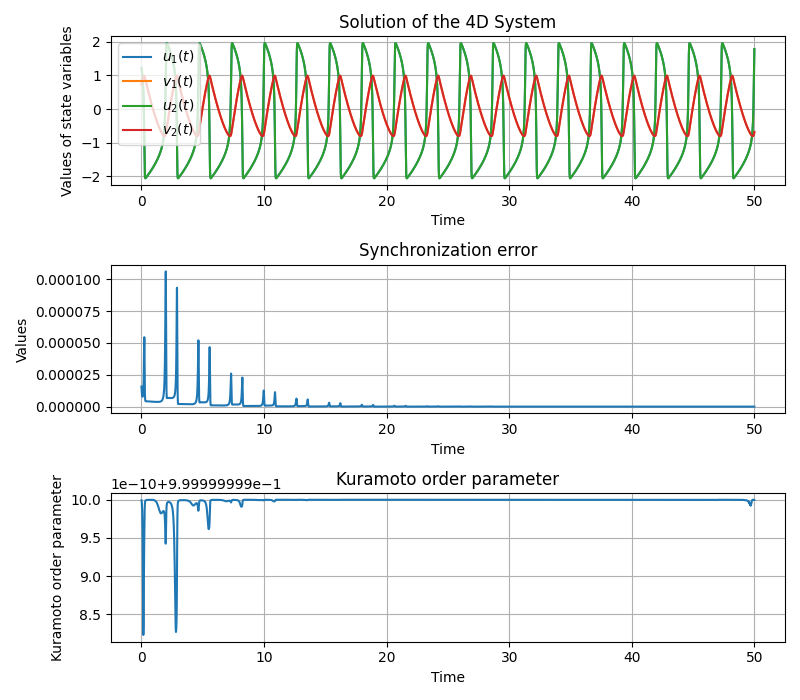 Solution of the 4D System
Values of state variables
2
1
0
−1
−2
u₁(t)
v₁(t)
u₂(t)
v₂(t)
0 10 20 30 40 50
Time
Synchronization error
Values
0.000100
0.000075
0.000050
0.000025
0.000000
0 10 20 30 40 50
Time
Kuramoto order parameter
1e−10+9.99999999e−1
Kuramoto order parameter
10.0
9.5
9.0
8.5
0 10 20 30 40 50
Time